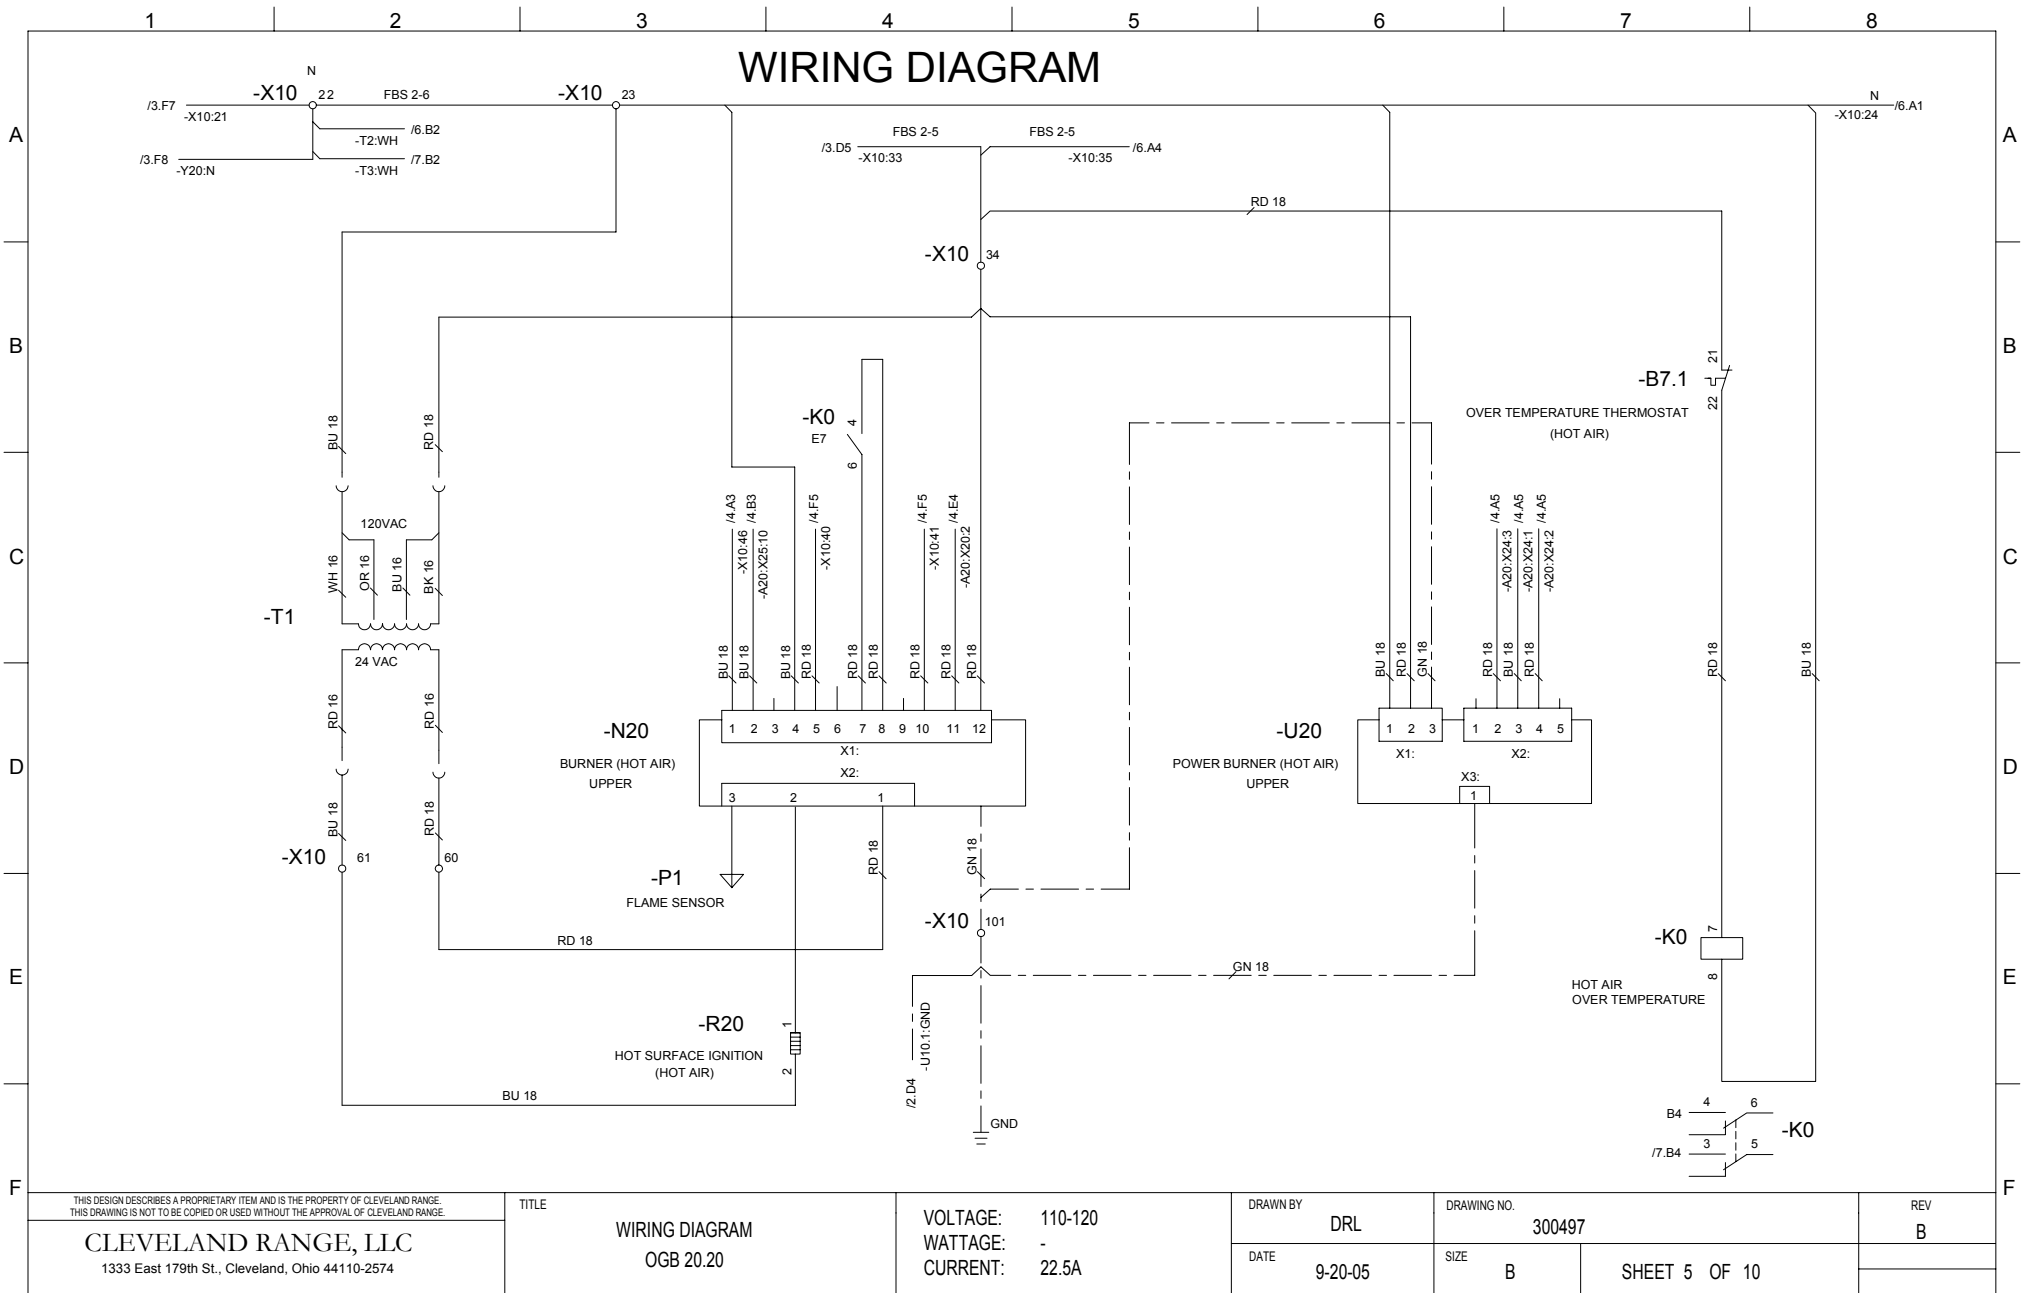 1 2 3 4 5 6 7 8
WIRING DIAGRAM
A
B
C
D
E
F
A
B
C
D
E
F
N
-X10 22
FBS 2-6
-X10 23
/3.F7
-X10:21
/6.B2
-T2:WH
/3.F8
-Y20:N
/7.B2
-T3:WH
FBS 2-5
FBS 2-5
/3.D5
-X10:33
-X10:35
/6.A4
N
-X10:24
/6.A1
RD 18
-X10 34
BU 18
RD 18
120VAC
WH 16
OR 16
BU 16
BK 16
-T1
24 VAC
RD 16
RD 16
BU 18
RD 18
-X10 61
60
-K0
E7
4
6
/4.A3
-X10:46
/4.B3
-A20:X25:10
/4.F5
-X10:40
/4.F5
-X10:41
/4.E4
-A20:X20:2
BU 18
BU 18
BU 18
RD 18
RD 18
RD 18
RD 18
RD 18
RD 18
-N20
BURNER (HOT AIR)
UPPER
1 2 3 4 5 6 7 8 9 10 11 12
X1:
X2:
3 2 1
-P1
FLAME SENSOR
RD 18
GN 18
-X10 101
RD 18
-R20
HOT SURFACE IGNITION
(HOT AIR)
1
2
BU 18
/2.D4
-U10.1:GND
GN 18
GND
-B7.1
21
22
OVER TEMPERATURE THERMOSTAT
(HOT AIR)
/4.A5
-A20:X24:3
/4.A5
-A20:X24:1
/4.A5
-A20:X24:2
BU 18
RD 18
GN 18
RD 18
BU 18
RD 18
-U20
POWER BURNER (HOT AIR)
UPPER
1 2 3
X1:
1 2 3 4 5
X2:
X3:
1
RD 18
BU 18
-K0
7
8
HOT AIR
OVER TEMPERATURE
B4 4 6
/7.B4 3 5
-K0
THIS DESIGN DESCRIBES A PROPRIETARY ITEM AND IS THE PROPERTY OF CLEVELAND RANGE.
THIS DRAWING IS NOT TO BE COPIED OR USED WITHOUT THE APPROVAL OF CLEVELAND RANGE.
CLEVELAND RANGE, LLC
1333 East 179th St., Cleveland, Ohio 44110-2574
TITLE
WIRING DIAGRAM
OGB 20.20
VOLTAGE: 110-120
WATTAGE: -
CURRENT: 22.5A
DRAWN BY
DRL
DATE
9-20-05
DRAWING NO.
300497
SIZE
B
SHEET 5 OF 10
REV
B